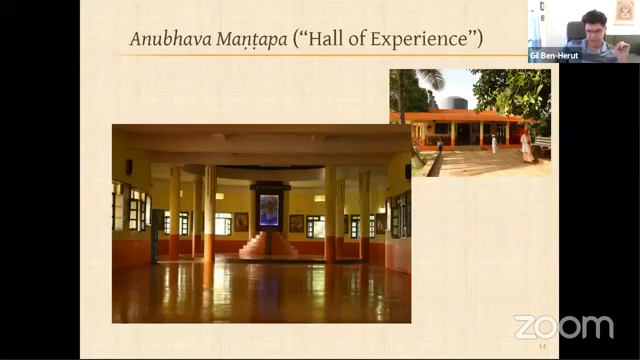 Anubhava Maṇṭapa (“Hall of Experience”)
Gil Ben-Herut
zoom
14